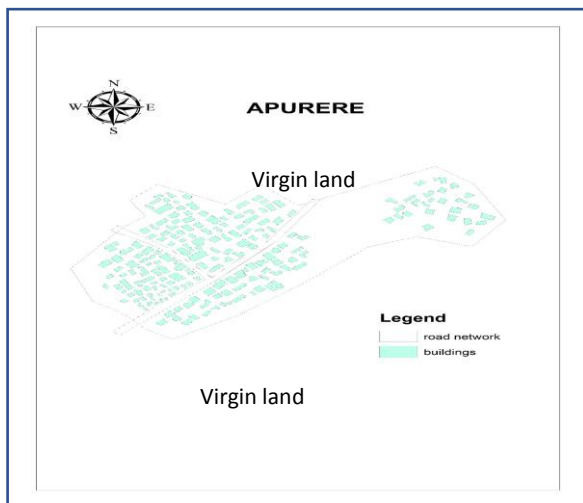 N
W E
S
APURERE
Virgin land
Legend
road network
buildings
Virgin land